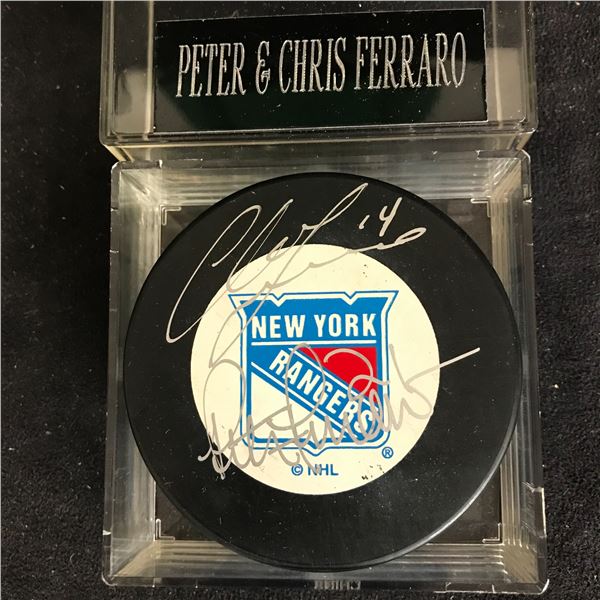 PETER & CHRIS FERRARO
14
NEW YORK
RANGERS
®
© NHL